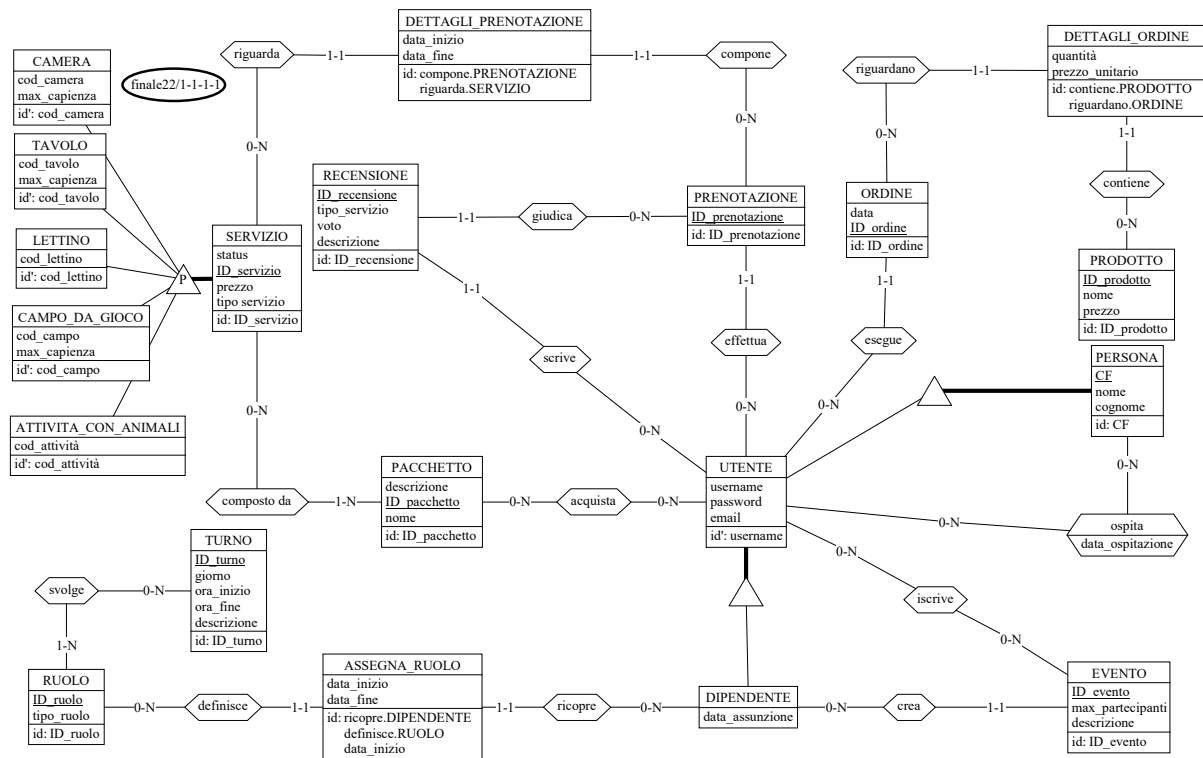 DETTAGLI_PRENOTAZIONE
data_inizio
data_fine
id: compone.PRENOTAZIONE
riguarda.SERVIZIO
riguarda
1-1
1-1
compone
DETTAGLI_ORDINE
quantità
prezzo_unitario
id: contiene.PRODOTTO
riguardano.ORDINE
riguardano
1-1
CAMERA
cod_camera
max_capienza
id': cod_camera
finale22/1-1-1-1
0-N
0-N
0-N
1-1
TAVOLO
cod_tavolo
max_capienza
id': cod_tavolo
RECENSIONE
ID_recensione
tipo_servizio
voto
descrizione
id: ID_recensione
1-1
giudica
0-N
PRENOTAZIONE
ID_prenotazione
id: ID_prenotazione
ORDINE
data
ID_ordine
id: ID_ordine
contiene
0-N
LETTINO
cod_lettino
id': cod_lettino
P
SERVIZIO
status
ID_servizio
prezzo
tipo servizio
id: ID_servizio
PRODOTTO
ID_prodotto
nome
prezzo
id: ID_prodotto
CAMPO_DA_GIOCO
cod_campo
max_capienza
id': cod_campo
1-1
1-1
1-1
scrive
effettua
esegue
PERSONA
CF
nome
cognome
id: CF
ATTIVITA_CON_ANIMALI
cod_attività
id': cod_attività
0-N
0-N
0-N
0-N
0-N
composto da
1-N
PACCHETTO
descrizione
ID_pacchetto
nome
id: ID_pacchetto
0-N
acquista
0-N
UTENTE
username
password
email
id': username
0-N
ospita
data_ospitazione
TURNO
ID_turno
giorno
ora_inizio
ora_fine
descrizione
id: ID_turno
svolge
0-N
0-N
iscrive
0-N
1-N
RUOLO
ID_ruolo
tipo_ruolo
id: ID_ruolo
0-N
definisce
1-1
ASSEGNA_RUOLO
data_inizio
data_fine
id: ricopre.DIPENDENTE
definisce.RUOLO
data_inizio
1-1
ricopre
0-N
DIPENDENTE
data_assunzione
0-N
crea
1-1
EVENTO
ID_evento
max_partecipanti
descrizione
id: ID_evento